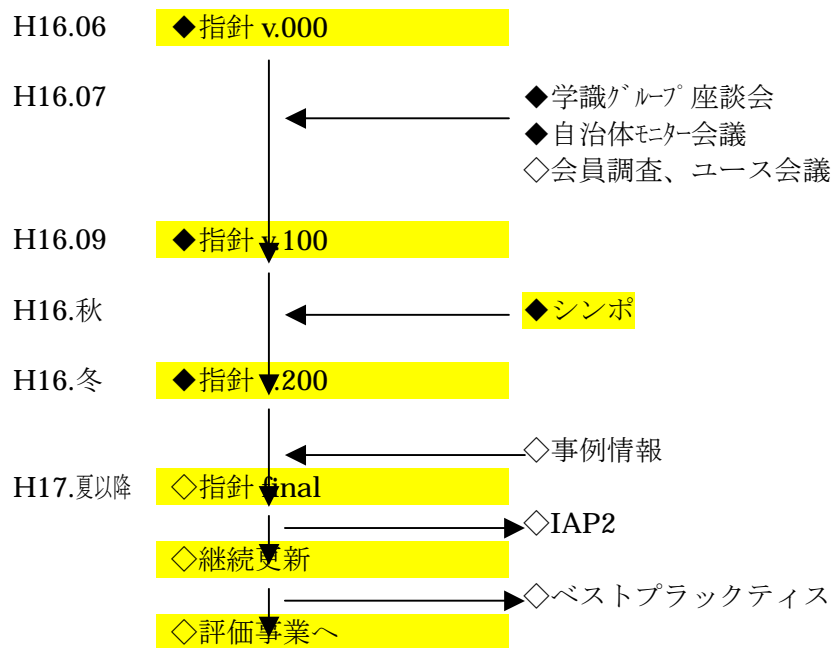 H16.06 ◆指針 v.000
H16.07 ◆学識グループ座談会
◆自治体モニター会議
◇会員調査、ユース会議
H16.09 ◆指針 v.100
H16.秋 ◆シンポ
H16.冬 ◆指針 v.200
◇事例情報
H17.夏以降 ◇指針 final
◇IAP2
◇継続更新
◇ベストプラックティス
◇評価事業へ